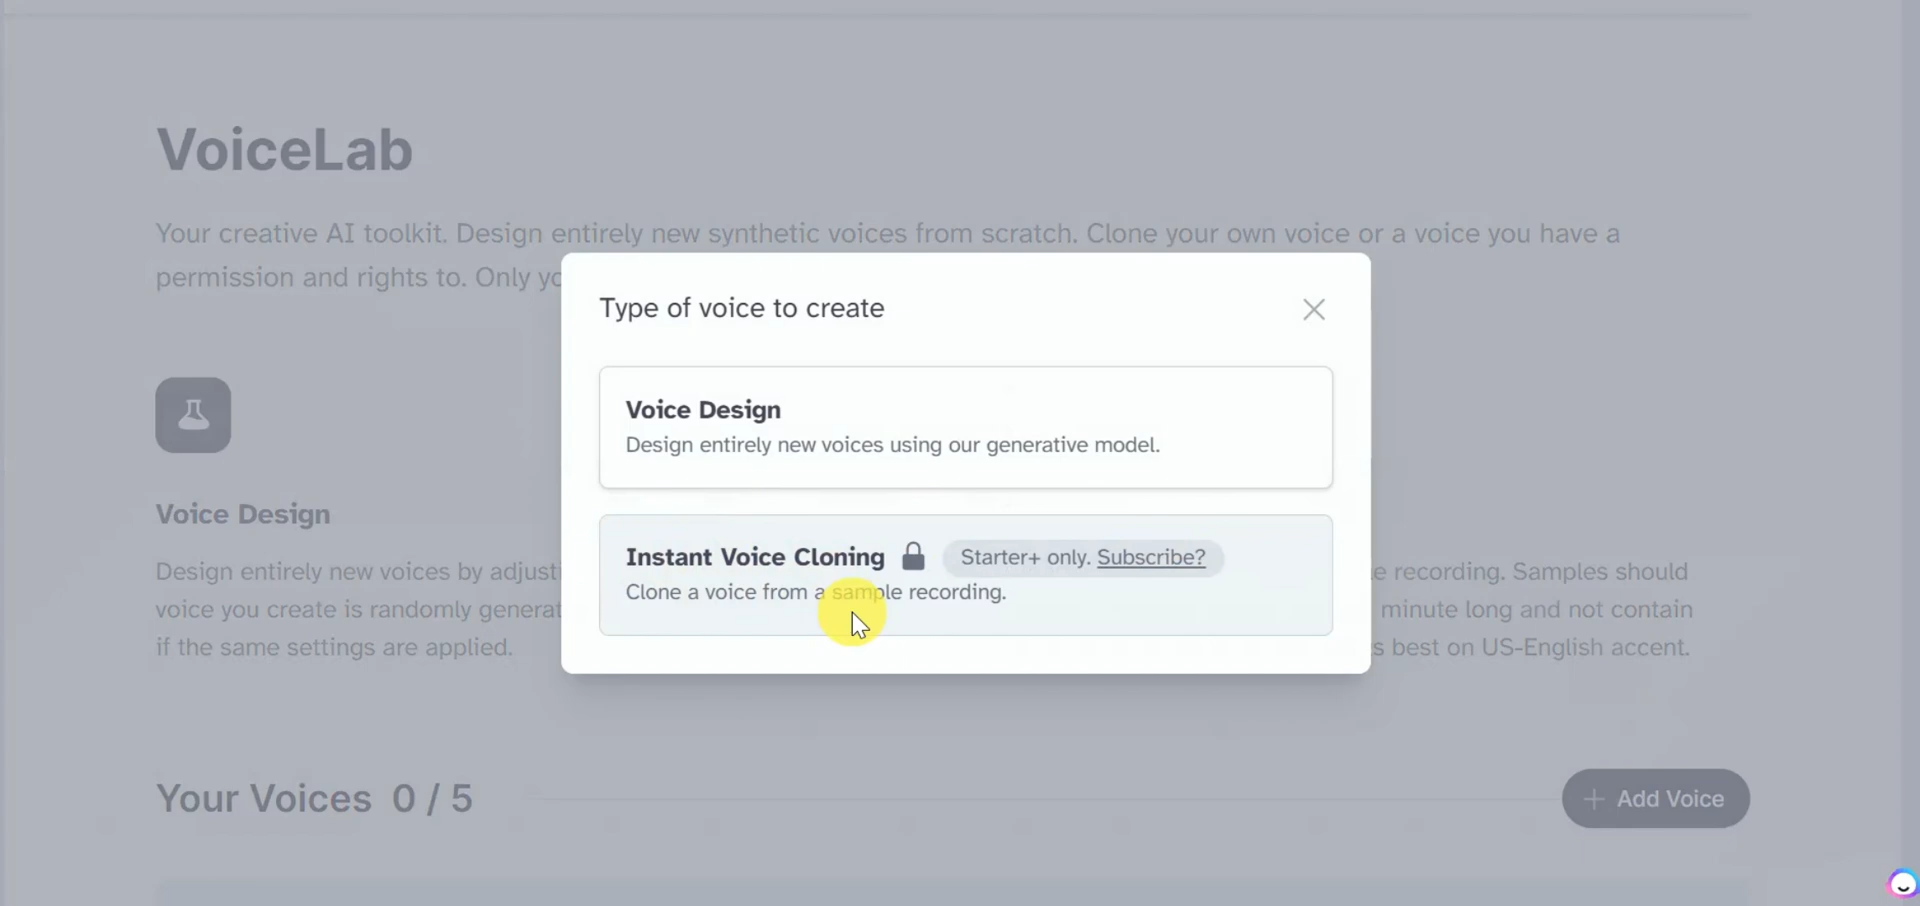 VoiceLab
Your creative AI toolkit. Design entirely new synthetic voices from scratch. Clone your own voice or a voice you have a
permission and rights to. Only yo
Type of voice to create
Voice Design
Design entirely new voices using our generative model.
Instant Voice Cloning Starter+ only. Subscribe?
Clone a voice from a sample recording.
Voice Design
Design entirely new voices by adjusti
voice you create is randomly generat
if the same settings are applied.
e recording. Samples should
minute long and not contain
s best on US-English accent.
Your Voices 0 / 5
+ Add Voice